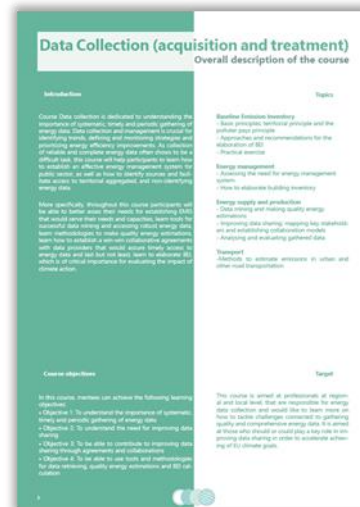 Data Collection (acquisition and treatment)
Overall description of the course
Introduction
Course Data collection is dedicated to understanding the
importance of systematic, timely and periodic gathering of
energy data. Data collection and management is crucial for
identifying trends, defining and monitoring strategies and
prioritizing energy efficiency improvements. As collection
of reliable and complete energy data often shown to be a
difficult task, this course will help participants to learn how
to establish an effective energy management system for
public sector, as well as how to identify sources and facili-
tate access to territorial aggregated, and non-identifying
energy data.
More specifically, throughout this course participants will
be able to better asses their needs for establishing EMIS
that would serve their needs and capacities, learn tools for
successful data mining and accessing robust energy data,
learn methodologies to make quality energy estimations,
learn how to establish a win-win collaborative agreements
with data providers that would assure timely access to
energy data and last but not least, learn to elaborate BEI,
which is of critical importance for evaluating the impact of
climate action.
Topics
Baseline Emission Inventory
- Basic principles, territorial principle and the
polluter pays principle
- Approaches and recommendations for the
elaboration of BEI
- Practical exercise
Energy management
- Assessing the need for energy management
system
- How to elaborate building inventory
Energy supply and production
- Data mining and making quality energy
estimations
- Improving data sharing: mapping key stakehold-
ers and establishing collaboration models
- Analysing and evaluating gathered data
Transport
-Methods to estimate emissions in urban and
other road transportation
Course objectives
In this course, mentees can achieve the following learning
objectives:
• Objective 1: To understand the importance of systematic,
timely and periodic gathering of energy data
• Objective 2: To understand the need for improving data
sharing
• Objective 3: To be able to contribute to improving data
sharing through agreements and collaborations
• Objective 4: To be able to use tools and methodologies
for data retrieving, quality energy estimations and BEI cal-
culation
Target
This course is aimed at professionals at region-
al and local level, that are responsible for energy
data collection and would like to learn more on
how to tackle challenges connected to gathering
quality and comprehensive energy data. It is aimed
at those who should or could play a key role in im-
proving data sharing in order to accelerate achiev-
ing of EU climate goals.